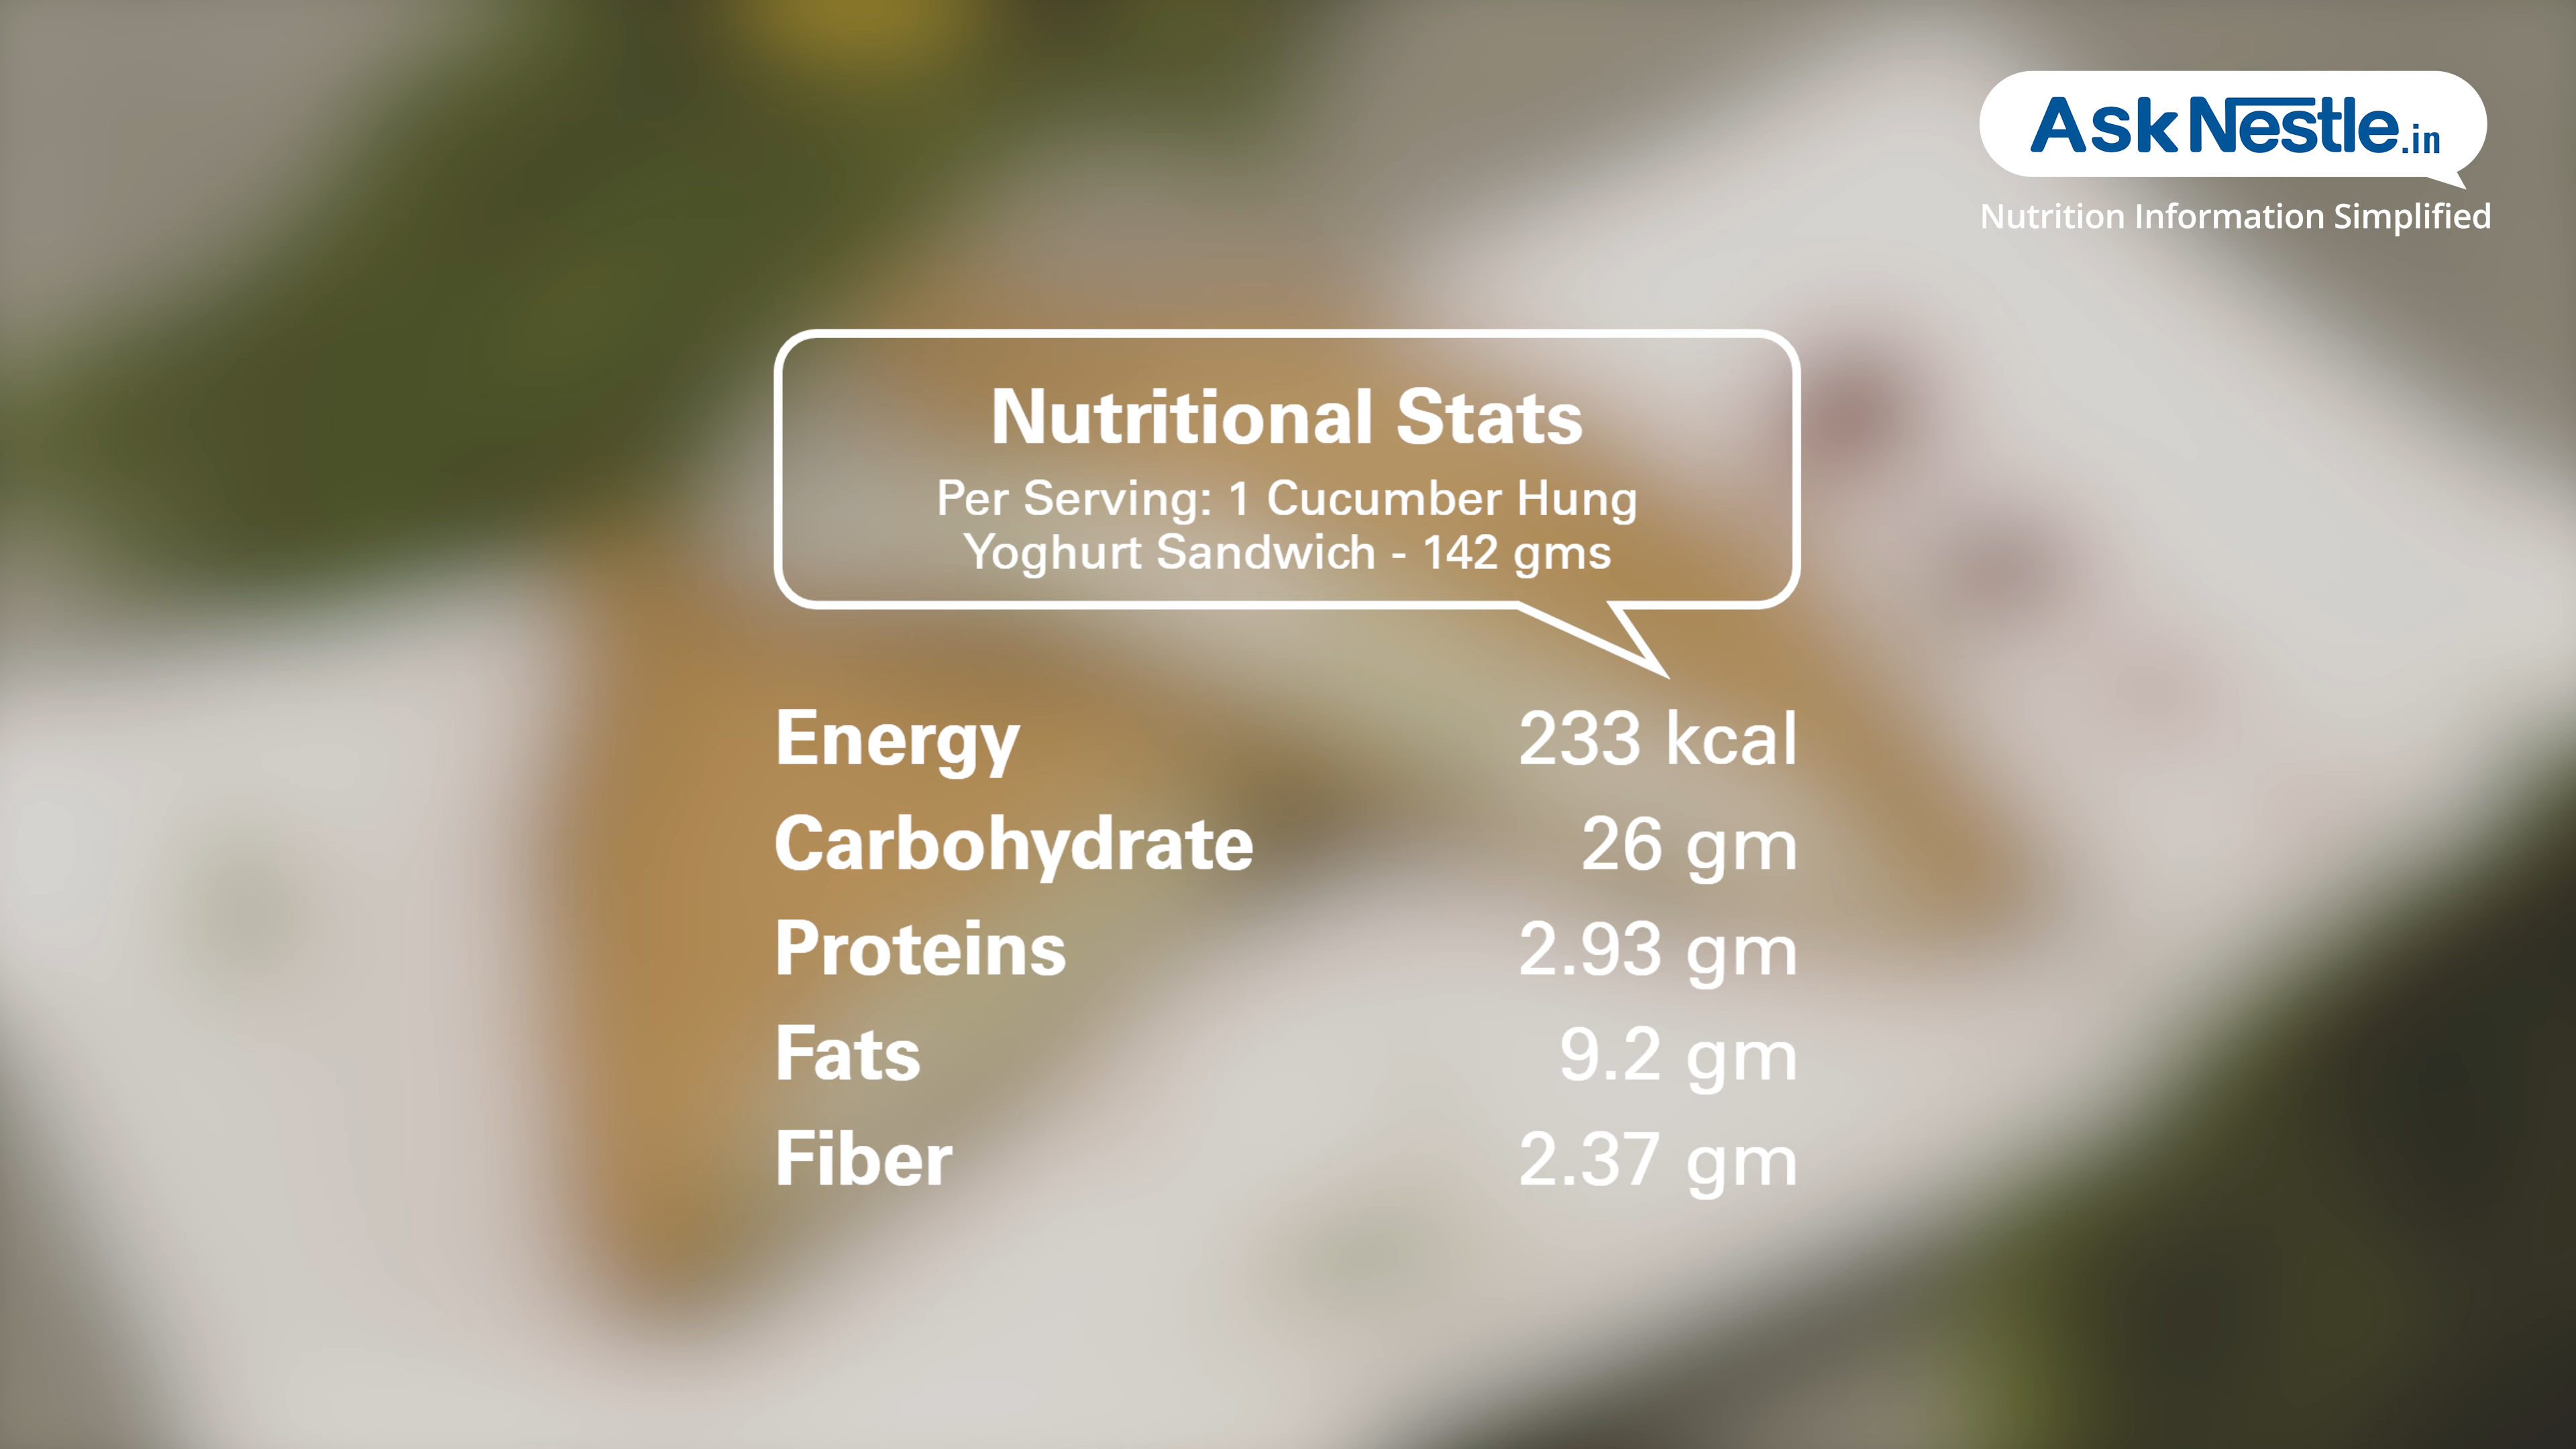 AskNestle.in
Nutrition Information Simplified
Nutritional Stats
Per Serving: 1 Cucumber Hung
Yoghurt Sandwich - 142 gms
Energy 233 kcal
Carbohydrate 26 gm
Proteins 2.93 gm
Fats 9.2 gm
Fiber 2.37 gm